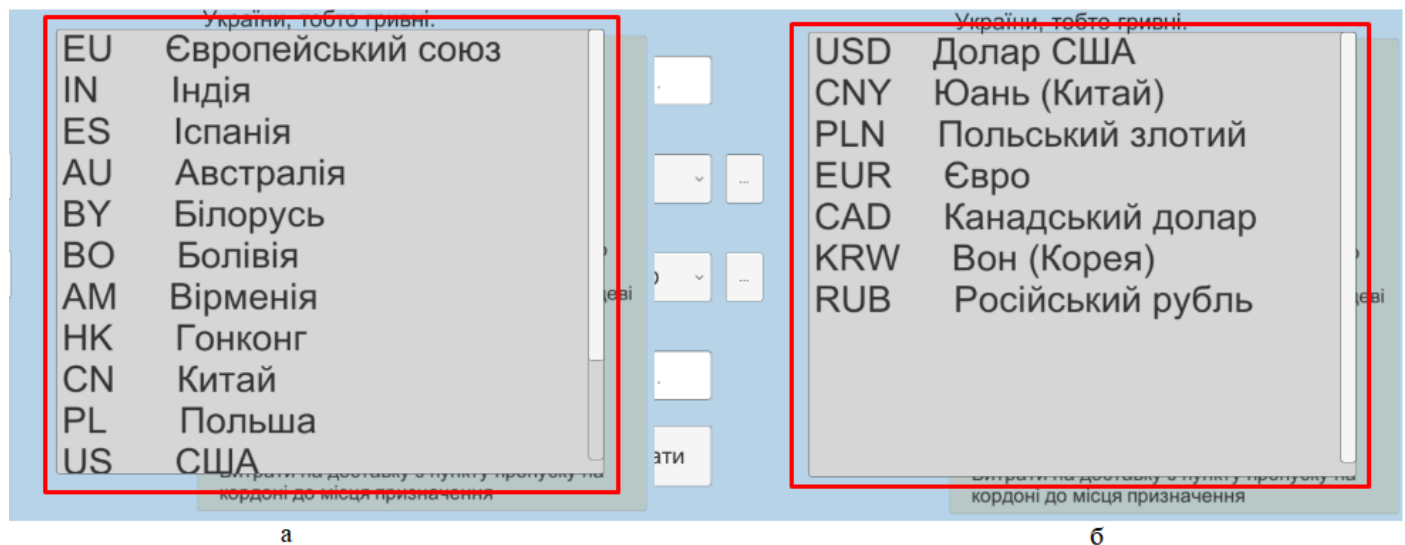 України, тобто гривні.
EU Європейський союз
IN Індія
ES Іспанія
AU Австралія
BY Білорусь
BO Болівія
AM Вірменія
HK Гонконг
CN Китай
PL Польша
US США
кордоні до місця призначення
а
...
...
України, тобто гривні.
USD Долар США
CNY Юань (Китай)
PLN Польський злотий
EUR Євро
CAD Канадський долар
KRW Вон (Корея)
RUB Російський рубль
Витрати на доставку з пункту пропуску на
кордоні до місця призначення
б